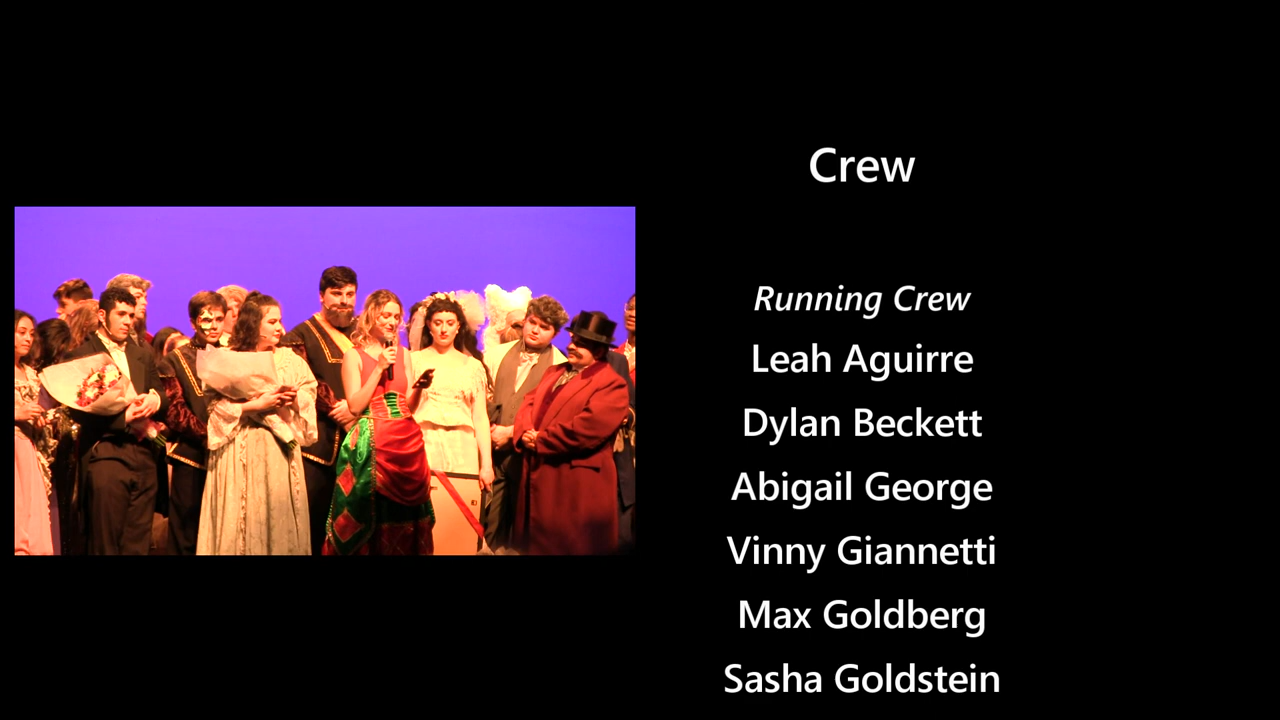 Crew
Running Crew
Leah Aguirre
Dylan Beckett
Abigail George
Vinny Giannetti
Max Goldberg
Sasha Goldstein